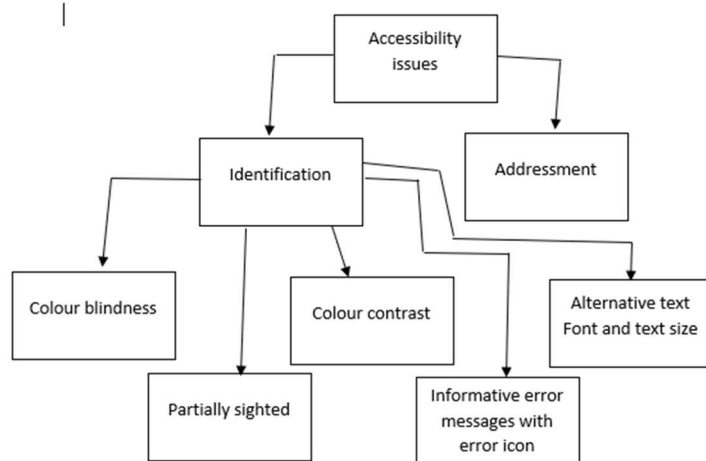 Accessibility
issues
Identification
Addressment
Colour blindness
Colour contrast
Alternative text
Font and text size
Partially sighted
Informative error
messages with
error icon